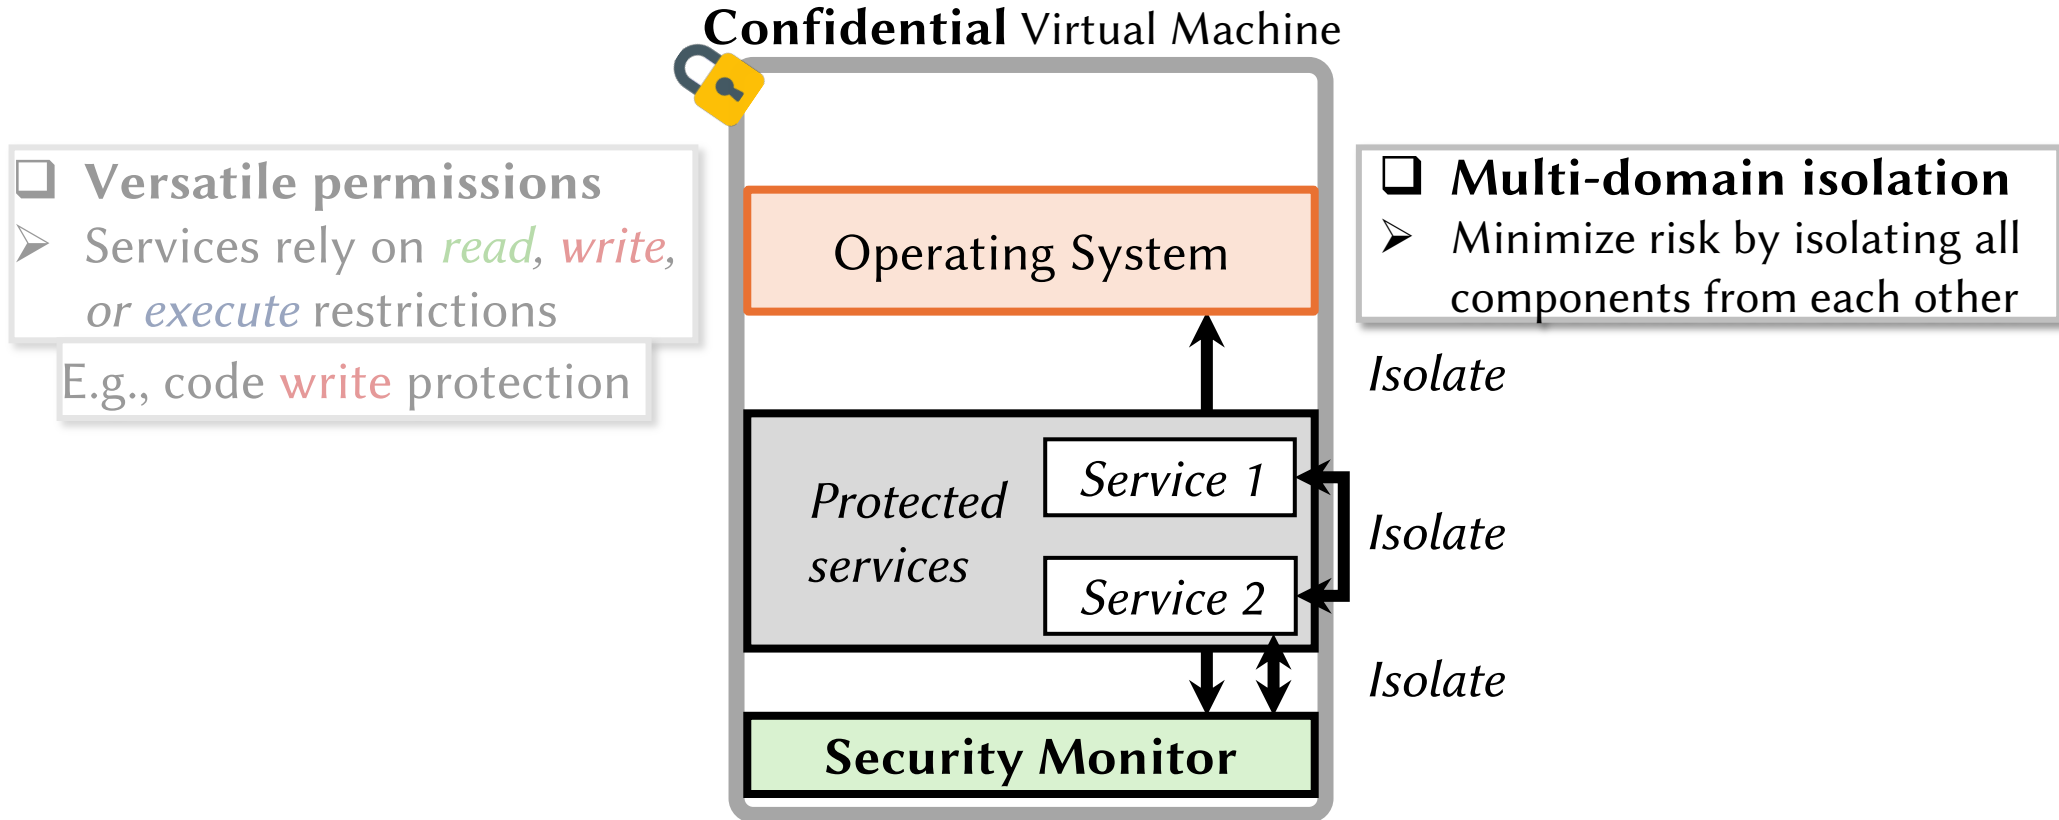 Confidential Virtual Machine
❑ Versatile permissions
➢ Services rely on read, write,
or execute restrictions
E.g., code write protection
Operating System
Protected
services
Service 1
Service 2
Security Monitor
❑ Multi-domain isolation
➢ Minimize risk by isolating all
components from each other
Isolate
Isolate
Isolate